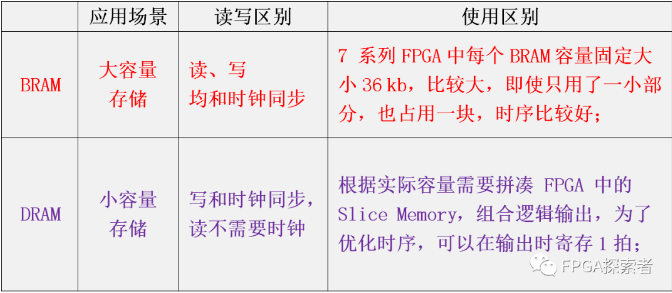 应用场景 读写区别 使用区别
BRAM
大容量
存储
读、写
均和时钟同步
7 系列 FPGA 中每个 BRAM 容量固定大
小 36 kb，比较大，即使只用了一小部
分，也占用一块，时序比较好；
DRAM
小容量
存储
写和时钟同步，
读不需要时钟
根据实际容量需要拼凑 FPGA 中的
Slice Memory，组合逻辑输出，为了
优化时序，可以在输出时寄存 1 拍；
FPGA探索者